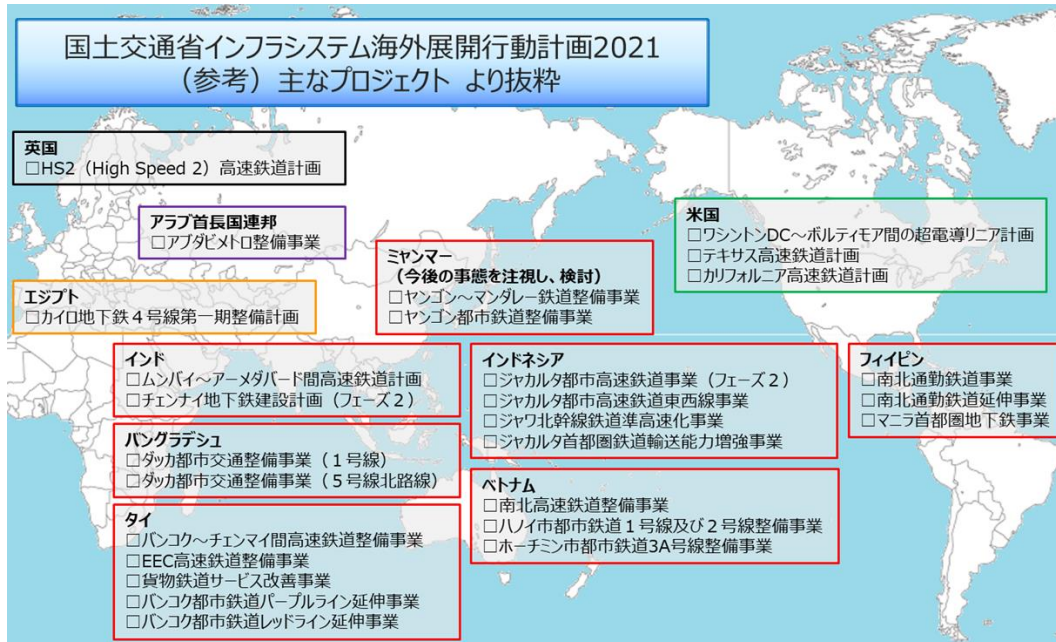 国土交通省インフラシステム海外展開行動計画2021
（参考）主なプロジェクト より抜粋
英国
□HS2（High Speed 2）高速鉄道計画
アラブ首長国連邦
□アブダビメトロ整備事業
エジプト
□カイロ地下鉄４号線第一期整備計画
ミャンマー
（今後の事態を注視し、検討）
□ヤンゴン～マンダレー鉄道整備事業
□ヤンゴン都市鉄道整備事業
米国
□ワシントンDC～ボルティモア間の超電導リニア計画
□テキサス高速鉄道計画
□カリフォルニア高速鉄道計画
インド
□ムンバイ～アーメダバード間高速鉄道計画
□チェンナイ地下鉄建設計画（フェーズ２）
バングラデシュ
□ダッカ都市交通整備事業（１号線）
□ダッカ都市交通整備事業（５号線北路線）
タイ
□バンコク～チェンマイ間高速鉄道整備事業
□EEC高速鉄道整備事業
□貨物鉄道サービス改善事業
□バンコク都市鉄道パープルライン延伸事業
□バンコク都市鉄道レッドライン延伸事業
インドネシア
□ジャカルタ都市高速鉄道事業（フェーズ２）
□ジャカルタ都市高速鉄道東西線事業
□ジャワ北幹線鉄道準高速化事業
□ジャカルタ首都圏鉄道輸送能力増強事業
ベトナム
□南北高速鉄道整備事業
□ハノイ市都市鉄道１号線及び２号線整備事業
□ホーチミン市都市鉄道3A号線整備事業
フィイピン
□南北通勤鉄道事業
□南北通勤鉄道延伸事業
□マニラ首都圏地下鉄事業